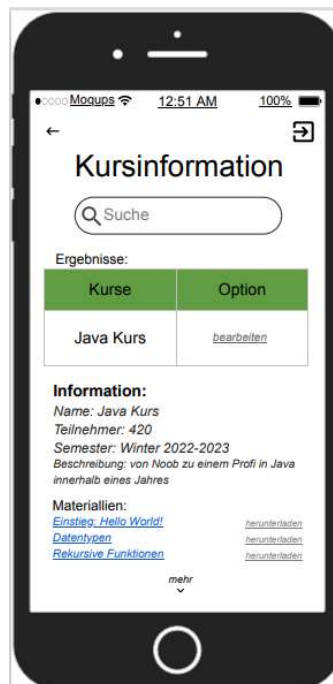 Moqups 12:51 AM 100%
Kursinformation
Suche
Ergebnisse:
Kurse Option
Java Kurs bearbeiten
Information:
Name: Java Kurs
Teilnehmer: 420
Semester: Winter 2022-2023
Beschreibung: von Noob zu einem Profi in Java
innerhalb eines Jahres
Materiallien:
Einstieg: Hello World! herunterladen
Datentypen herunterladen
Rekursive Funktionen herunterladen
mehr